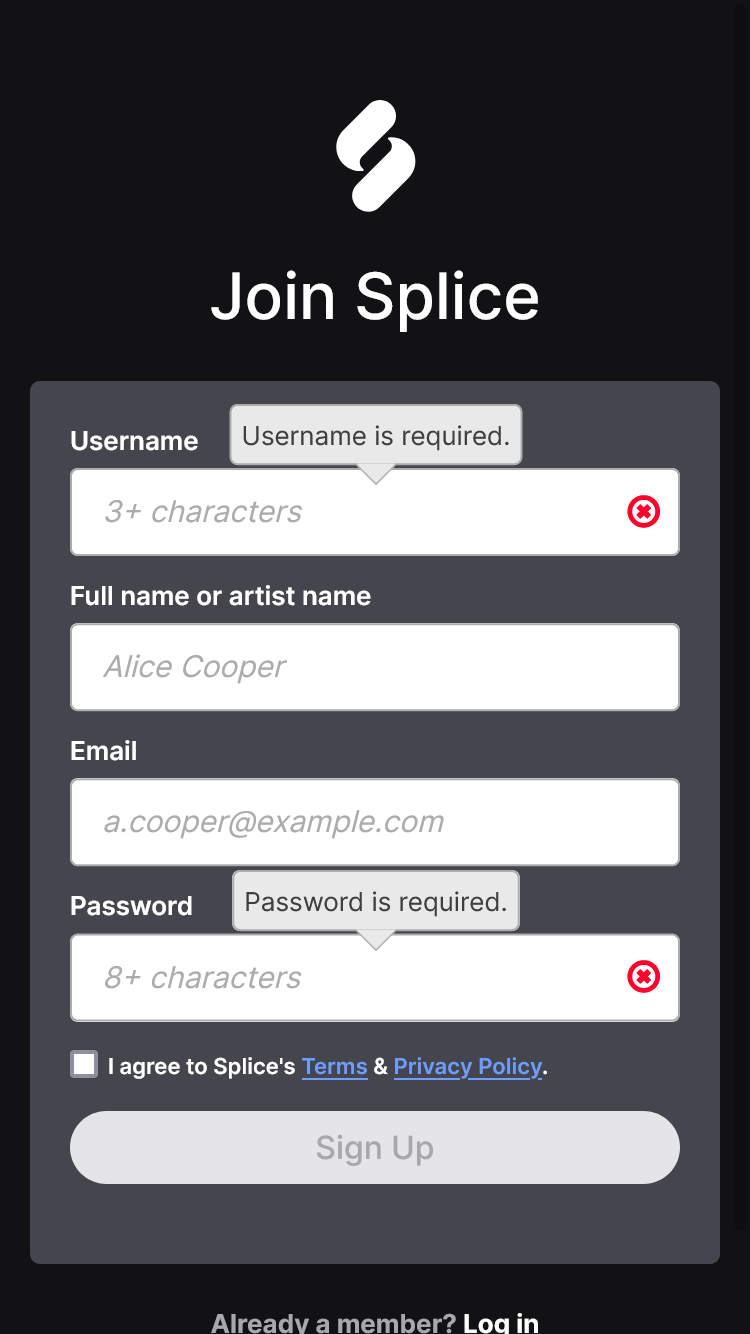 Join Splice
Username
Username is required.
3+ characters
Full name or artist name
Alice Cooper
Email
a.cooper@example.com
Password
Password is required.
8+ characters
I agree to Splice's Terms & Privacy Policy.
Sign Up
Already a member? Log in